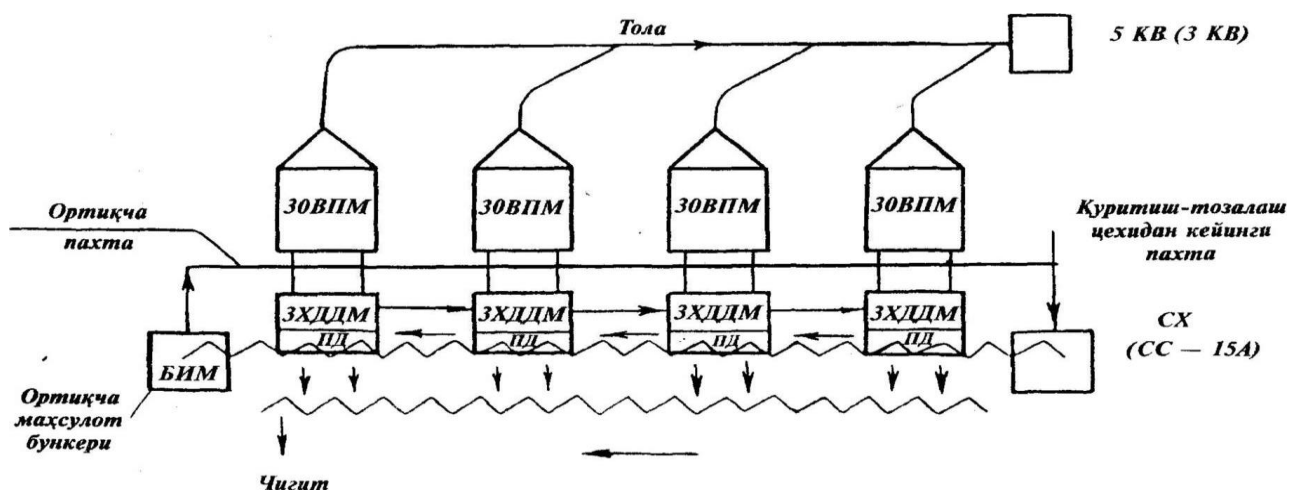 Тола
5 КВ (3 КВ)
30ВПМ
30ВПМ
30ВПМ
30ВПМ
Ортиқча
пахта
Қуритиш-тозалаш
цехидан кейинги
пахта
3ХДДМ
3ХДДМ
3ХДДМ
3ХДДМ
ПД
ПД
ПД
ПД
СХ
(СС — 15А)
БИМ
Ортиқча
маҳсулот
бункери
Чигит